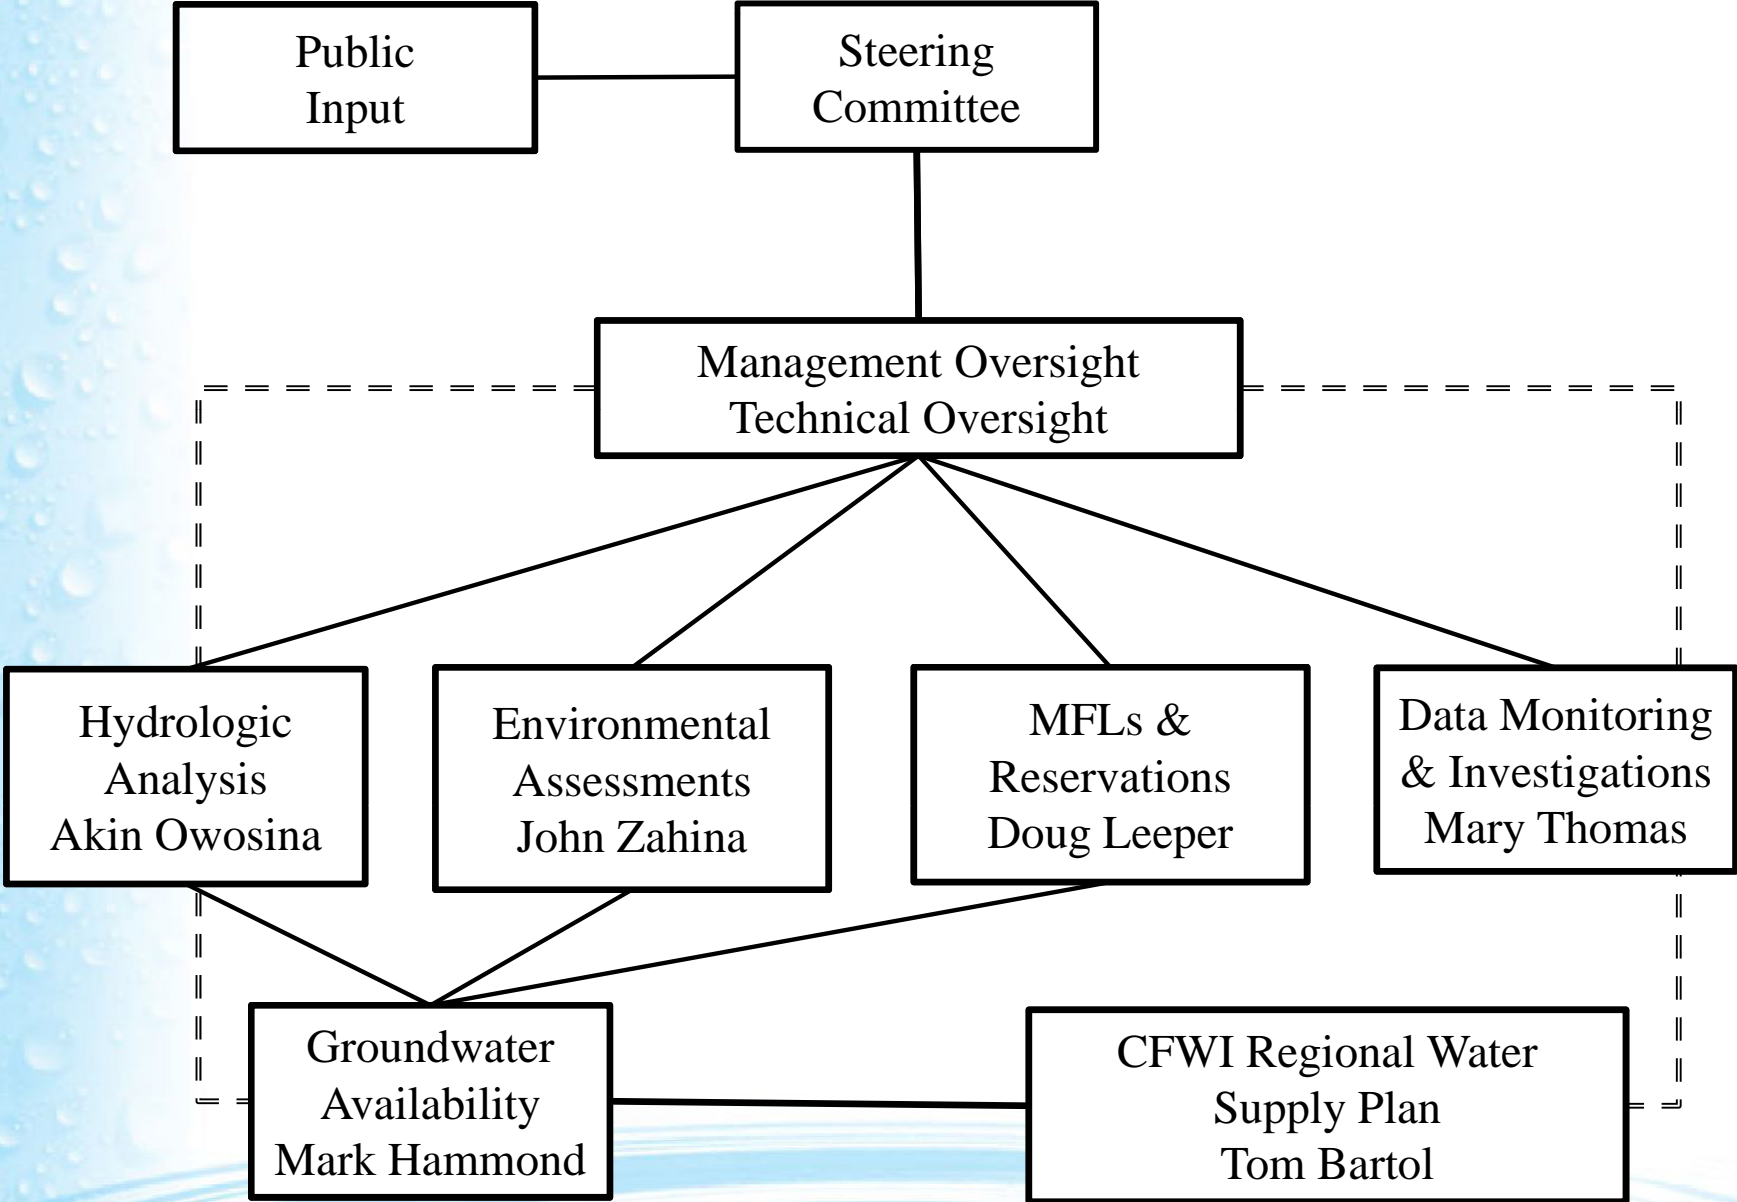 Public
Input
Steering
Committee
Management Oversight
Technical Oversight
Hydrologic
Analysis
Akin Owosina
Environmental
Assessments
John Zahina
MFLs &
Reservations
Doug Leeper
Data Monitoring
& Investigations
Mary Thomas
Groundwater
Availability
Mark Hammond
CFWI Regional Water
Supply Plan
Tom Bartol